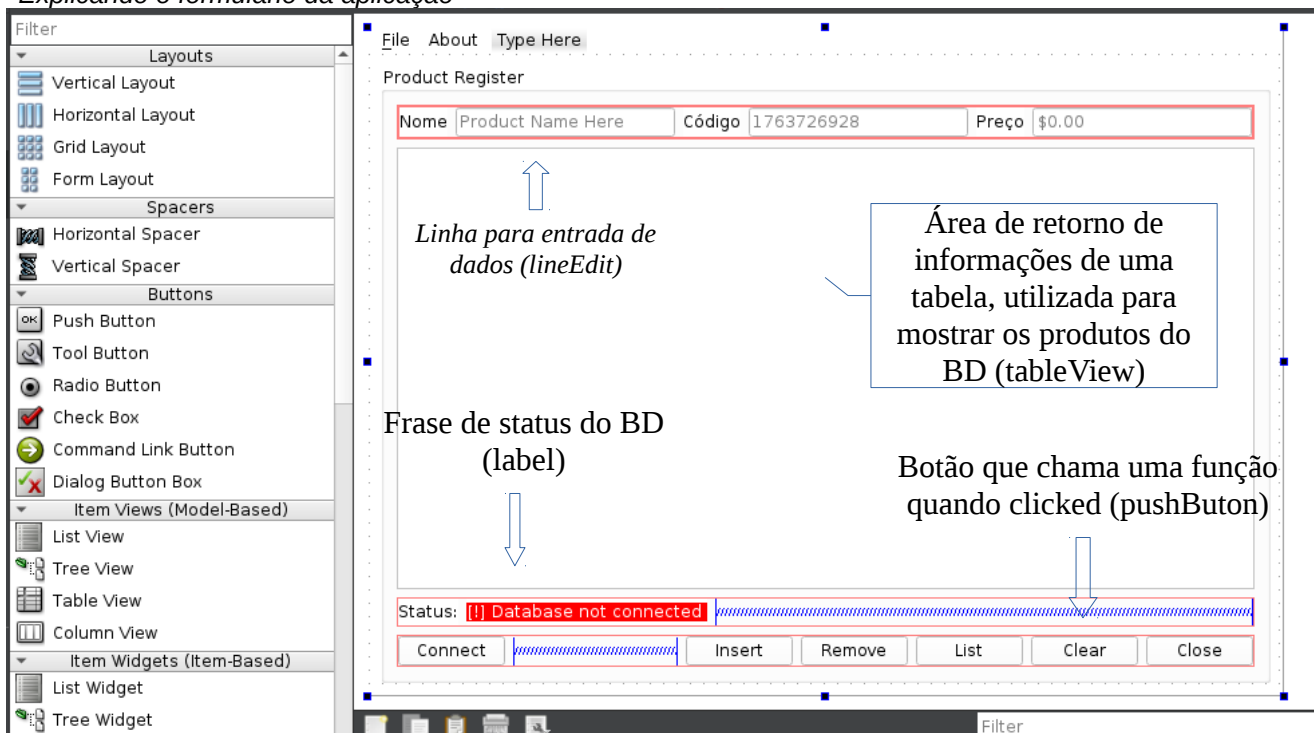 Explicando o formulário da aplicação
Filter
Layouts
Vertical Layout
Horizontal Layout
Grid Layout
Form Layout
Spacers
Horizontal Spacer
Vertical Spacer
Buttons
Push Button
Tool Button
Radio Button
Check Box
Command Link Button
Dialog Button Box
Item Views (Model-Based)
List View
Tree View
Table View
Column View
Item Widgets (Item-Based)
List Widget
Tree Widget
File About Type Here
Product Register
Nome Product Name Here Código 1763726928 Preço $0.00
Linha para entrada de
dados (lineEdit)
Área de retorno de
informações de uma
tabela, utilizada para
mostrar os produtos do
BD (tableView)
Frase de status do BD
(label)
Botão que chama uma função
quando clicked (pushButon)
Status: [!] Database not connected
Connect Insert Remove List Clear Close
Filter